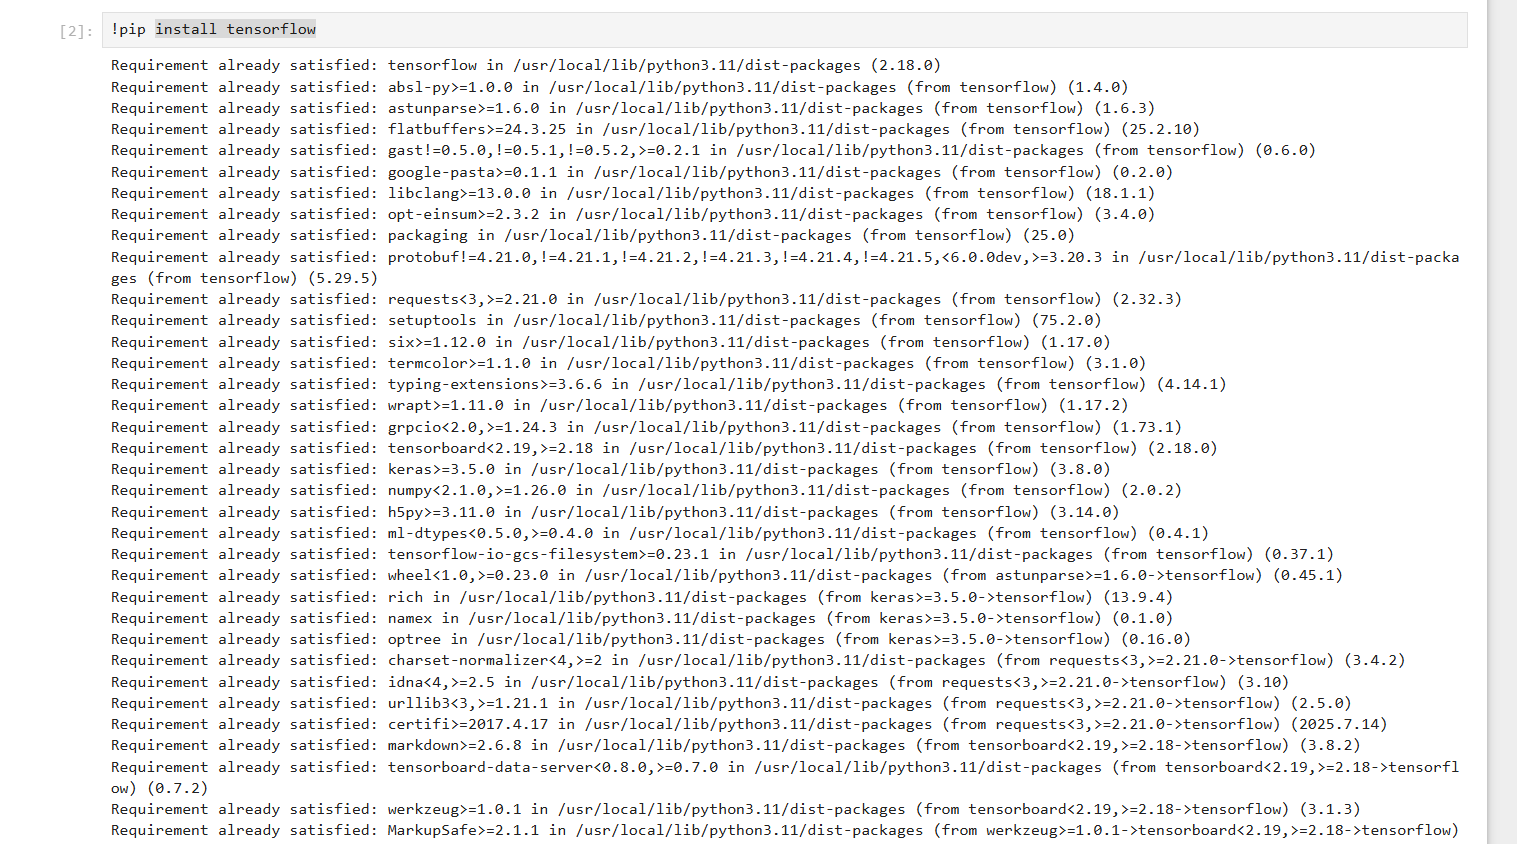 [2]: !pip install tensorflow
Requirement already satisfied: tensorflow in /usr/local/lib/python3.11/dist-packages (2.18.0)
Requirement already satisfied: absl-py>=1.0.0 in /usr/local/lib/python3.11/dist-packages (from tensorflow) (1.4.0)
Requirement already satisfied: astunparse>=1.6.0 in /usr/local/lib/python3.11/dist-packages (from tensorflow) (1.6.3)
Requirement already satisfied: flatbuffers>=24.3.25 in /usr/local/lib/python3.11/dist-packages (from tensorflow) (25.2.10)
Requirement already satisfied: gast!=0.5.0,!=0.5.1,!=0.5.2,>=0.2.1 in /usr/local/lib/python3.11/dist-packages (from tensorflow) (0.6.0)
Requirement already satisfied: google-pasta>=0.1.1 in /usr/local/lib/python3.11/dist-packages (from tensorflow) (0.2.0)
Requirement already satisfied: libclang>=13.0.0 in /usr/local/lib/python3.11/dist-packages (from tensorflow) (18.1.1)
Requirement already satisfied: opt-einsum>=2.3.2 in /usr/local/lib/python3.11/dist-packages (from tensorflow) (3.4.0)
Requirement already satisfied: packaging in /usr/local/lib/python3.11/dist-packages (from tensorflow) (25.0)
Requirement already satisfied: protobuf!=4.21.0,!=4.21.1,!=4.21.2,!=4.21.3,!=4.21.4,!=4.21.5,<6.0.0dev,>=3.20.3 in /usr/local/lib/python3.11/dist-packa
ges (from tensorflow) (5.29.5)
Requirement already satisfied: requests<3,>=2.21.0 in /usr/local/lib/python3.11/dist-packages (from tensorflow) (2.32.3)
Requirement already satisfied: setuptools in /usr/local/lib/python3.11/dist-packages (from tensorflow) (75.2.0)
Requirement already satisfied: six>=1.12.0 in /usr/local/lib/python3.11/dist-packages (from tensorflow) (1.17.0)
Requirement already satisfied: termcolor>=1.1.0 in /usr/local/lib/python3.11/dist-packages (from tensorflow) (3.1.0)
Requirement already satisfied: typing-extensions>=3.6.6 in /usr/local/lib/python3.11/dist-packages (from tensorflow) (4.14.1)
Requirement already satisfied: wrapt>=1.11.0 in /usr/local/lib/python3.11/dist-packages (from tensorflow) (1.17.2)
Requirement already satisfied: grpcio<2.0,>=1.24.3 in /usr/local/lib/python3.11/dist-packages (from tensorflow) (1.73.1)
Requirement already satisfied: tensorboard<2.19,>=2.18 in /usr/local/lib/python3.11/dist-packages (from tensorflow) (2.18.0)
Requirement already satisfied: keras>=3.5.0 in /usr/local/lib/python3.11/dist-packages (from tensorflow) (3.8.0)
Requirement already satisfied: numpy<2.1.0,>=1.26.0 in /usr/local/lib/python3.11/dist-packages (from tensorflow) (2.0.2)
Requirement already satisfied: h5py>=3.11.0 in /usr/local/lib/python3.11/dist-packages (from tensorflow) (3.14.0)
Requirement already satisfied: ml-dtypes<0.5.0,>=0.4.0 in /usr/local/lib/python3.11/dist-packages (from tensorflow) (0.4.1)
Requirement already satisfied: tensorflow-io-gcs-filesystem>=0.23.1 in /usr/local/lib/python3.11/dist-packages (from tensorflow) (0.37.1)
Requirement already satisfied: wheel<1.0,>=0.23.0 in /usr/local/lib/python3.11/dist-packages (from astunparse>=1.6.0->tensorflow) (0.45.1)
Requirement already satisfied: rich in /usr/local/lib/python3.11/dist-packages (from keras>=3.5.0->tensorflow) (13.9.4)
Requirement already satisfied: namex in /usr/local/lib/python3.11/dist-packages (from keras>=3.5.0->tensorflow) (0.1.0)
Requirement already satisfied: optree in /usr/local/lib/python3.11/dist-packages (from keras>=3.5.0->tensorflow) (0.16.0)
Requirement already satisfied: charset-normalizer<4,>=2 in /usr/local/lib/python3.11/dist-packages (from requests<3,>=2.21.0->tensorflow) (3.4.2)
Requirement already satisfied: idna<4,>=2.5 in /usr/local/lib/python3.11/dist-packages (from requests<3,>=2.21.0->tensorflow) (3.10)
Requirement already satisfied: urllib3<3,>=1.21.1 in /usr/local/lib/python3.11/dist-packages (from requests<3,>=2.21.0->tensorflow) (2.5.0)
Requirement already satisfied: certifi>=2017.4.17 in /usr/local/lib/python3.11/dist-packages (from requests<3,>=2.21.0->tensorflow) (2025.7.14)
Requirement already satisfied: markdown>=2.6.8 in /usr/local/lib/python3.11/dist-packages (from tensorboard<2.19,>=2.18->tensorflow) (3.8.2)
Requirement already satisfied: tensorboard-data-server<0.8.0,>=0.7.0 in /usr/local/lib/python3.11/dist-packages (from tensorboard<2.19,>=2.18->tensorfl
ow) (0.7.2)
Requirement already satisfied: werkzeug>=1.0.1 in /usr/local/lib/python3.11/dist-packages (from tensorboard<2.19,>=2.18->tensorflow) (3.1.3)
Requirement already satisfied: MarkupSafe>=2.1.1 in /usr/local/lib/python3.11/dist-packages (from werkzeug>=1.0.1->tensorboard<2.19,>=2.18->tensorflow)